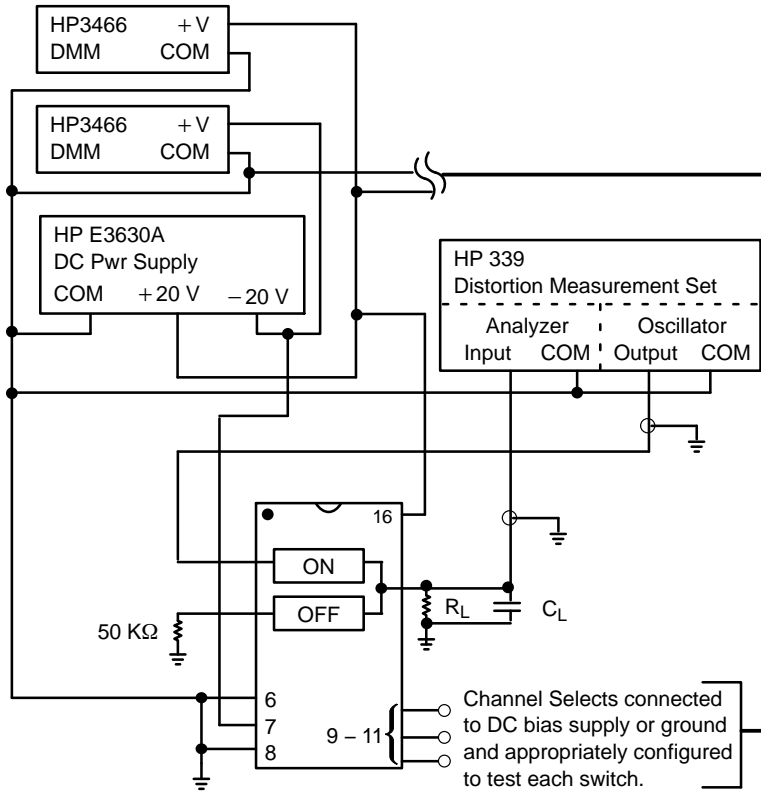 HP3466 +V
DMM COM
HP3466 +V
DMM COM
HP E3630A
DC Pwr Supply
COM +20 V −20 V
HP 339
Distortion Measurement Set
Analyzer Oscillator
Input COM Output COM
16
ON
OFF
50 KΩ
RL CL
6
7
8
9 – 11
Channel Selects connected
to DC bias supply or ground
and appropriately configured
to test each switch.